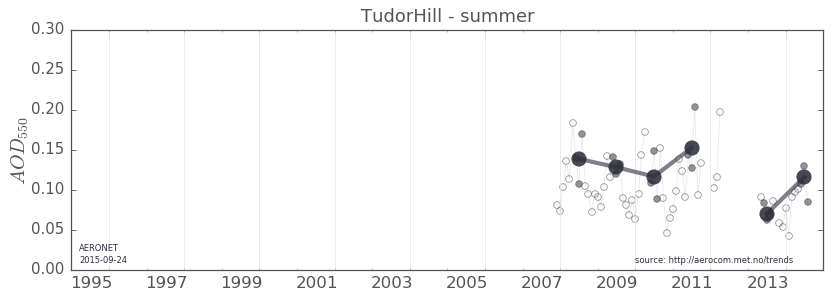 TudorHill - summer
0.30
0.25
0.20
0.15
0.10
0.05
0.00
AOD550
AERONET
2015-09-24
source: http://aerocom.met.no/trends
1995 1997 1999 2001 2003 2005 2007 2009 2011 2013